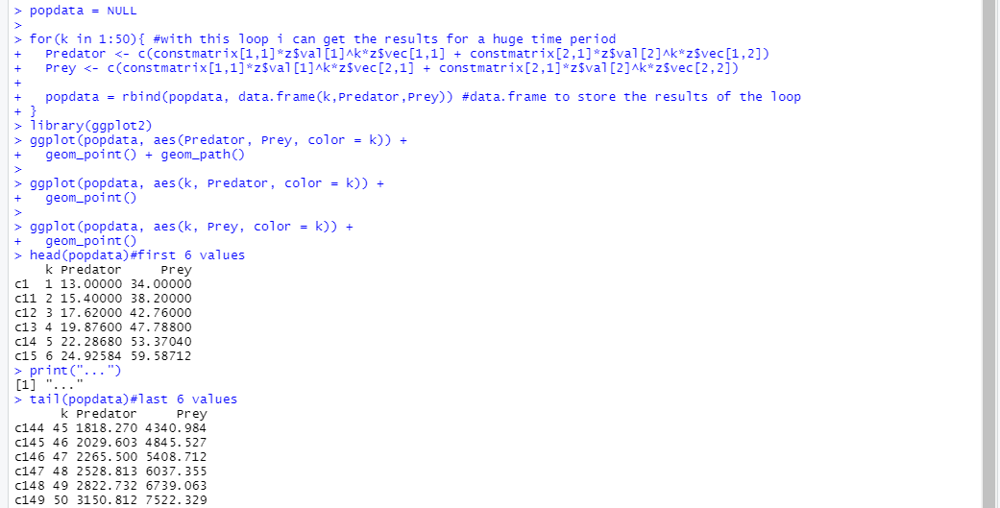 > popdata = NULL
>
> for(k in 1:50){ #with this loop i can get the results for a huge time period
+   Predator <- c(constmatrix[1,1]*z$val[1]^k*z$vec[1,1] + constmatrix[2,1]*z$val[2]^k*z$vec[1,2])
+   Prey <- c(constmatrix[1,1]*z$val[1]^k*z$vec[2,1] + constmatrix[2,1]*z$val[2]^k*z$vec[2,2])
+
+   popdata = rbind(popdata, data.frame(k,Predator,Prey)) #data.frame to store the results of the loop
+ }
> library(ggplot2)
> ggplot(popdata, aes(Predator, Prey, color = k)) +
+   geom_point() + geom_path()
>
> ggplot(popdata, aes(k, Predator, color = k)) +
+   geom_point()
>
> ggplot(popdata, aes(k, Prey, color = k)) +
+   geom_point()
> head(popdata)#first 6 values
    k Predator     Prey
c1  1 13.00000 34.00000
c11 2 15.40000 38.20000
c12 3 17.62000 42.76000
c13 4 19.87600 47.78800
c14 5 22.28680 53.37040
c15 6 24.92584 59.58712
> print("...")
[1] "..."
> tail(popdata)#last 6 values
      k Predator     Prey
c144 45 1818.270 4340.984
c145 46 2029.603 4845.527
c146 47 2265.500 5408.712
c147 48 2528.813 6037.355
c148 49 2822.732 6739.063
c149 50 3150.812 7522.329